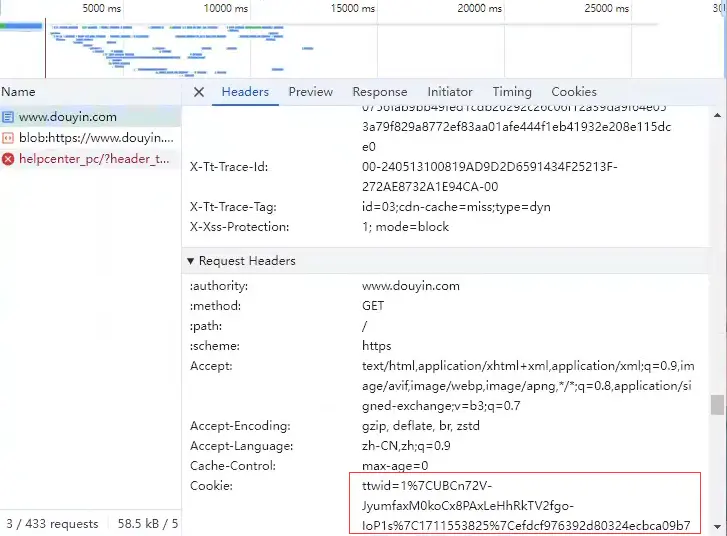 5000 ms 10000 ms 15000 ms 20000 ms 25000 ms
Name
Headers Preview Response Initiator Timing Cookies
www.douyin.com
blob:https://www.douyin....
helpcenter_pc/?header_t...
3a79f829a8772ef83aa01afe444f1eb41932e208e115dc
e0
X-Tt-Trace-Id: 00-240513100819AD9D2D6591434F25213F-
272AE8732A1E94CA-00
X-Tt-Trace-Tag: id=03;cdn-cache=miss;type=dyn
X-Xss-Protection: 1; mode=block
Request Headers
:authority: www.douyin.com
:method: GET
:path: /
:scheme: https
Accept: text/html,application/xhtml+xml,application/xml;q=0.9,im
age/avif,image/webp,image/apng,*/*;q=0.8,application/si
gned-exchange;v=b3;q=0.7
Accept-Encoding: gzip, deflate, br, zstd
Accept-Language: zh-CN,zh;q=0.9
Cache-Control: max-age=0
Cookie: ttwid=1%7CUBCn72V-
JyumfaxM0koCx8PAxLeHhRkTV2fgo-
IoP1s%7C1711553825%7Cefdcf976392d80324ecbca09b7
3 / 433 requests 58.5 kB / 5